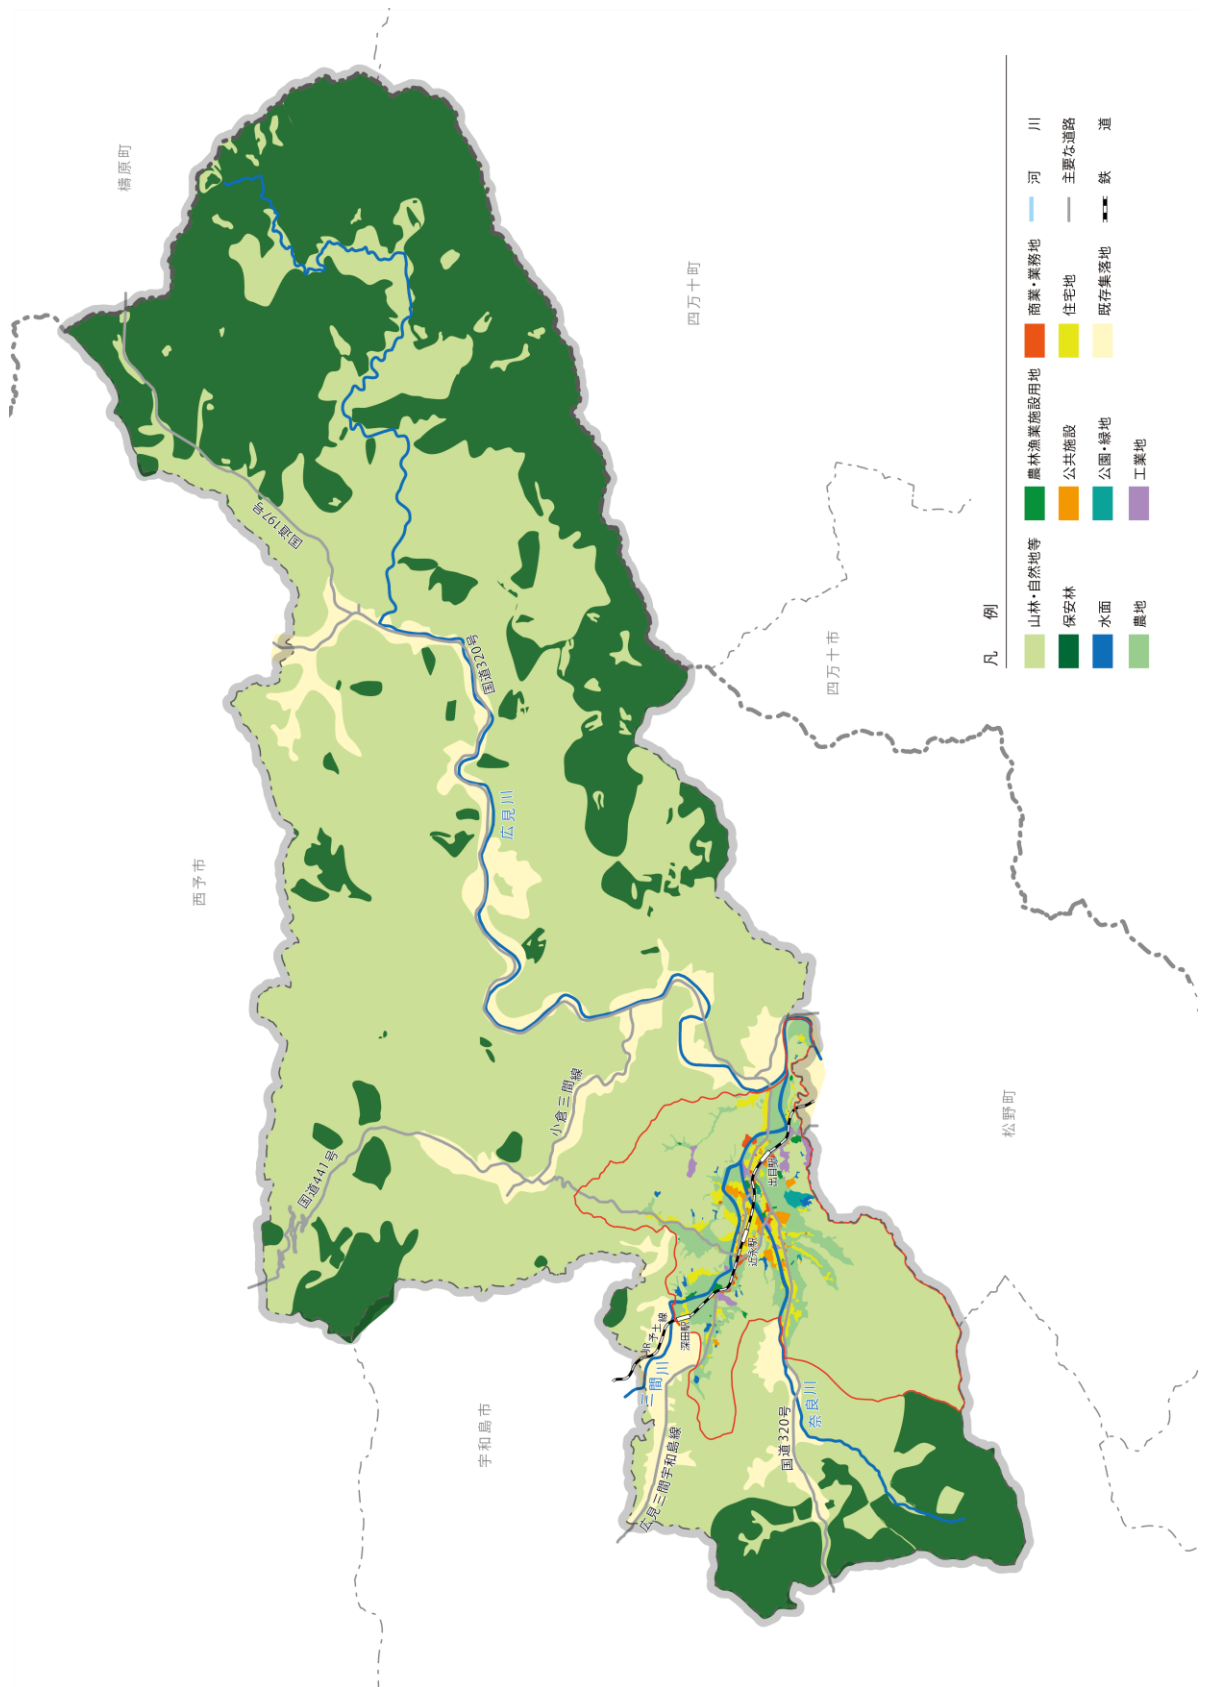 梼原町
四万十町
国道197号
国道320号
四万十市
西予市
広見川
小倉三間線
国道441号
松野町
出目駅
近永駅
深田駅
JR予土線
三間川
奈良川
国道320号
広見三間宇和島線
宇和島市
凡 例
山林・自然地等
保安林
水面
農地
農林漁業施設用地
公共施設
公園・緑地
工業地
商業・業務地
住宅地
既存集落地
河 川
主要な道路
鉄 道